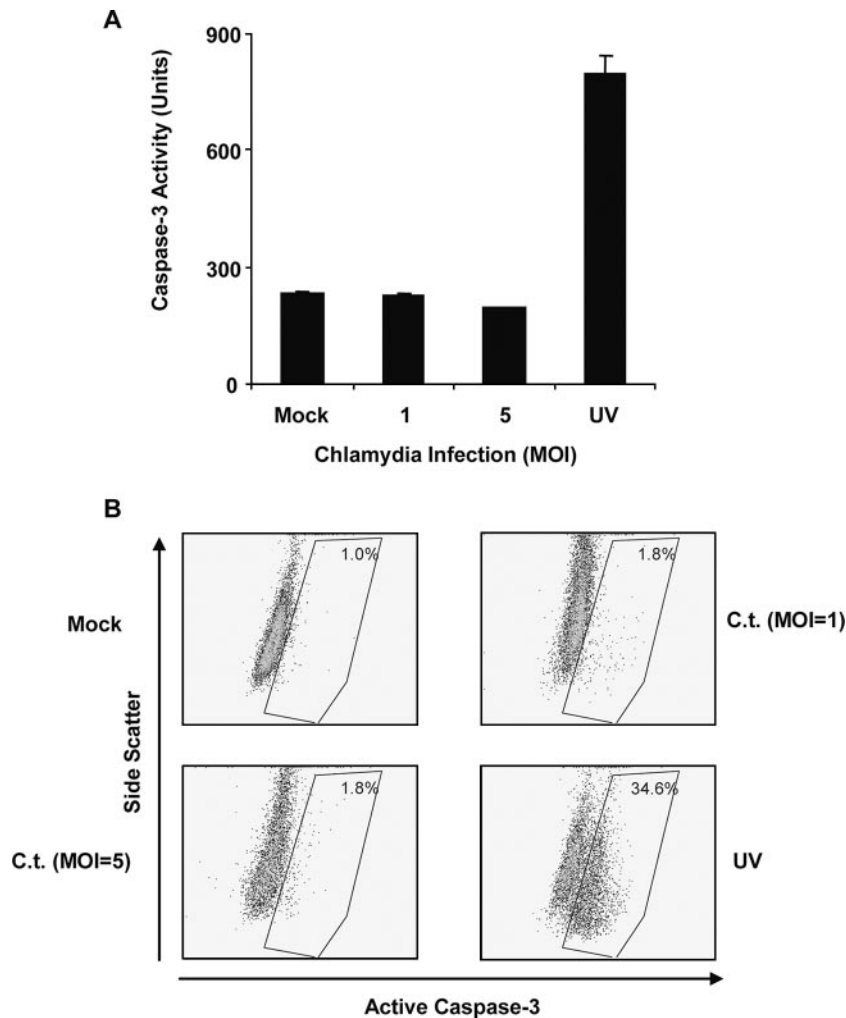 A
Caspase-3 Activity (Units)
900
600
300
0
Mock 1 5 UV
Chlamydia Infection (MOI)
B
Side Scatter
Mock
1.0%
1.8%
C.t. (MOI=1)
C.t. (MOI=5)
1.8%
34.6%
UV
Active Caspase-3